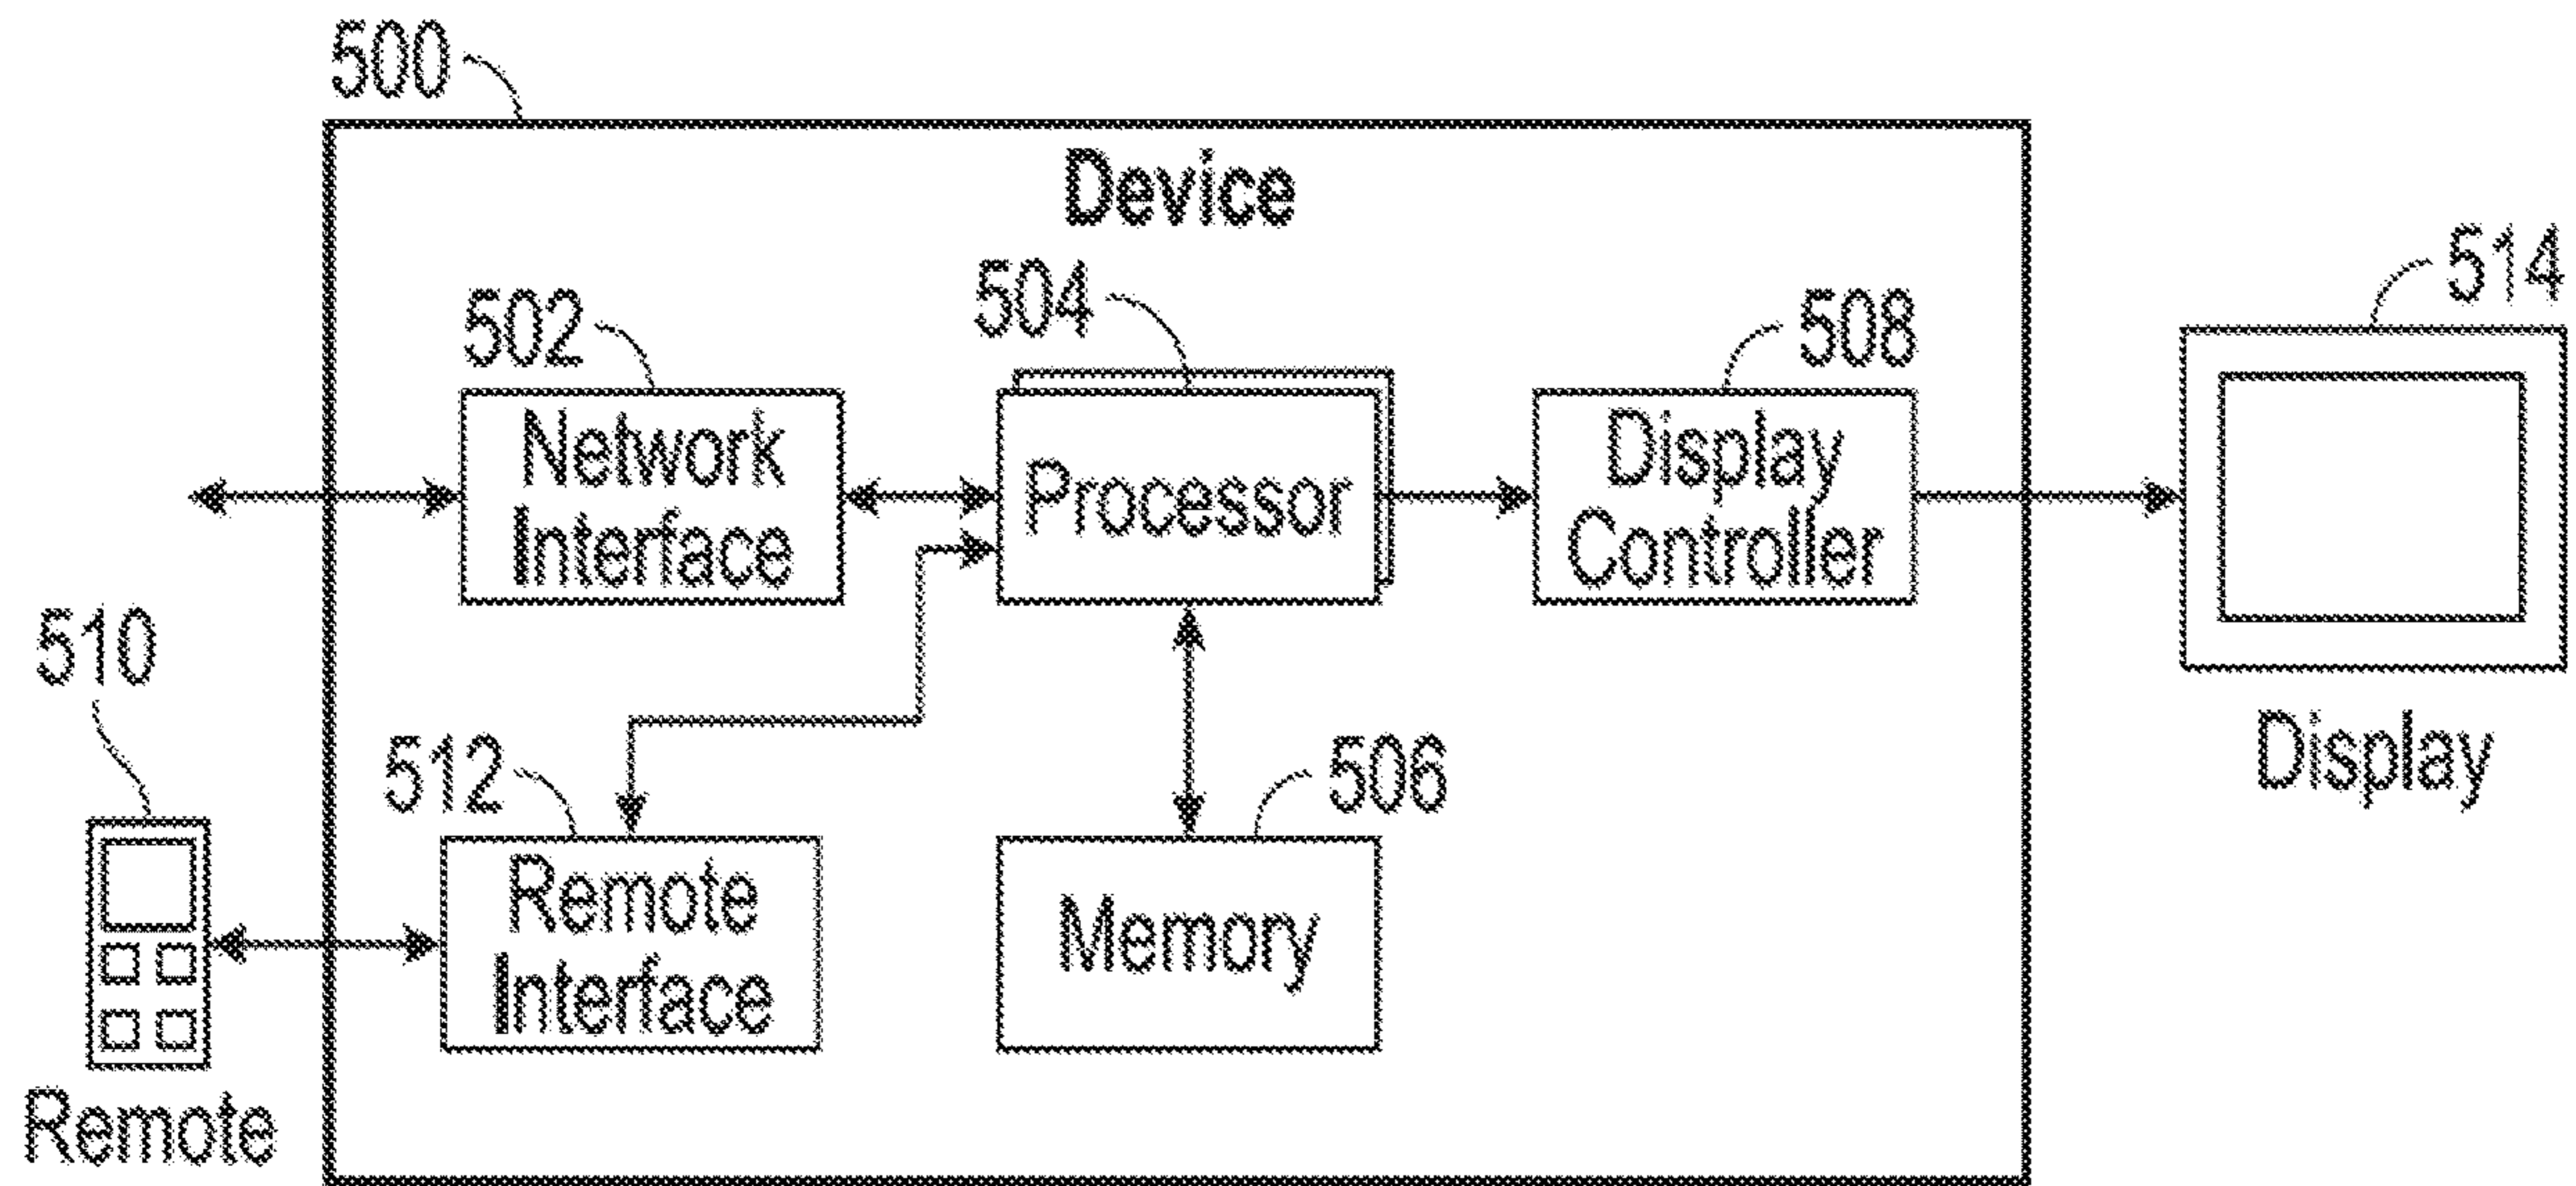 500
Device
502
504
508
514
Network
Interface
Processor
Display
Controller
510
512
506
Display
Remote
Interface
Memory
Remote